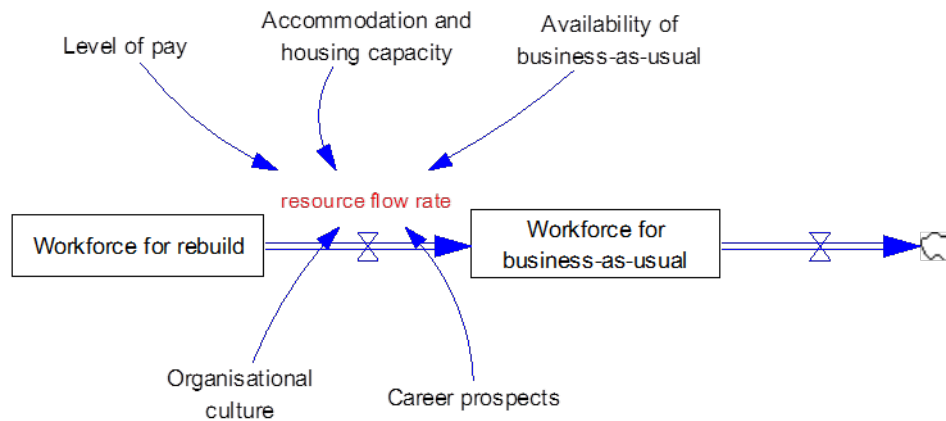 Level of pay
Accommodation and
housing capacity
Availability of
business-as-usual
resource flow rate
Workforce for rebuild
Workforce for
business-as-usual
Organisational
culture
Career prospects